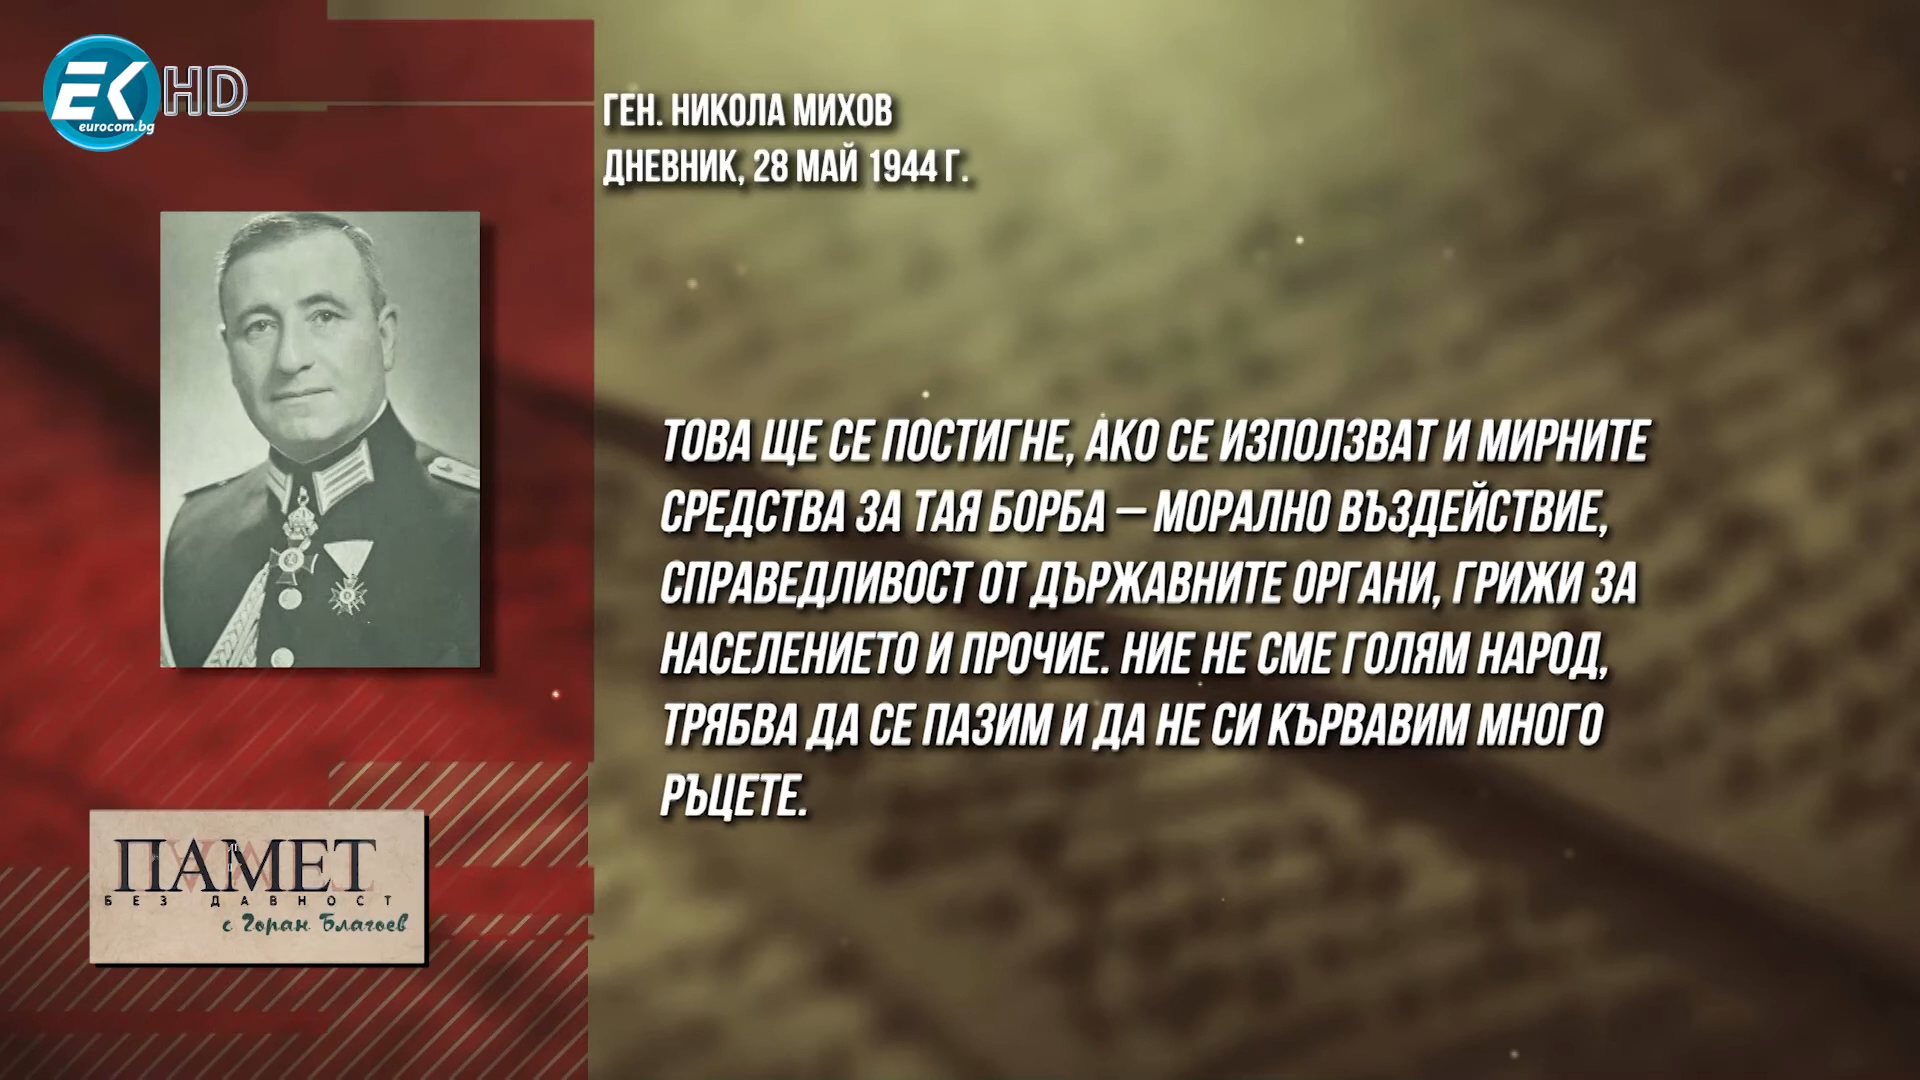 EK HD
eurocom.bg
ГЕН. НИКОЛА МИХОВ
ДНЕВНИК, 28 МАЙ 1944 Г.
ТОВА ЩЕ СЕ ПОСТИГНЕ, АКО СЕ ИЗПОЛЗВАТ И МИРНИТЕ
СРЕДСТВА ЗА ТАЯ БОРБА – МОРАЛНО ВЪЗДЕЙСТВИЕ,
СПРАВЕДЛИВОСТ ОТ ДЪРЖАВНИТЕ ОРГАНИ, ГРИЖИ ЗА
НАСЕЛЕНИЕТО И ПРОЧИЕ. НИЕ НЕ СМЕ ГОЛЯМ НАРОД,
ТРЯБВА ДА СЕ ПАЗИМ И ДА НЕ СИ КЪРВАВИМ МНОГО
РЪЦЕТЕ.
ПАМЕТ
БЕЗ ДАВНОСТ
с Горан Благоев